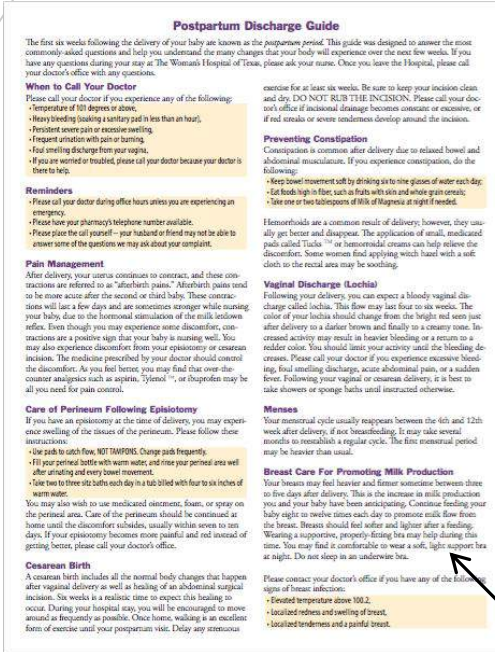 Postpartum Discharge Guide
The first six weeks following the delivery of your baby are known as the postpartum period. This guide was designed to answer the most
commonly-asked questions and help you understand the many changes that your body will experience over the next few weeks. If you
have any questions during your stay at The Woman's Hospital of Texas, please ask your nurse. Once you leave the Hospital, please call
your doctor's office with any questions.
When to Call Your Doctor
Please call your doctor if you experience any of the following:
• Temperature of 101 degrees or above,
• Heavy bleeding (soaking a sanitary pad in less than an hour),
• Persistent severe pain or excessive swelling,
• Frequent urination with pain or burning,
• Foul smelling discharge from your vagina,
• If you are worried or troubled, please call your doctor because your doctor is
there to help.
Reminders
• Please call your doctor during office hours unless you are experiencing an
emergency.
• Please have your pharmacy's telephone number available.
• Please place the call yourself – your husband or friend may not be able to
answer some of the questions we may ask about your complaint.
Pain Management
After delivery, your uterus continues to contract, and these con-
tractions are referred to as "afterbirth pains." Afterbirth pains tend
to be more acute after the second or third baby. These contrac-
tions will last a few days and are sometimes stronger while nursing
your baby, due to the hormonal stimulation of the milk letdown
reflex. Even though you may experience some discomfort, con-
tractions are a positive sign that your baby is nursing well. You
may also experience discomfort from your episiotomy or cesarean
incision. The medicine prescribed by your doctor should control
the discomfort. As you feel better, you may find that over-the-
counter analgesics such as aspirin, Tylenol ™, or ibuprofen may be
all you need for pain control.
Care of Perineum Following Episiotomy
If you have an episiotomy at the time of delivery, you may experi-
ence swelling of the tissues of the perineum. Please follow these
instructions:
• Use pads to catch flow, NOT TAMPONS. Change pads frequently.
• Fill your perineal bottle with warm water, and rinse your perineal area well
after urinating and every bowel movement.
• Take two to three sitz baths each day in a tub billed with four to six inches of
warm water.
You may also wish to use medicated ointment, foam, or spray on
the perineal area. Care of the perineum should be continued at
home until the discomfort subsides, usually within seven to ten
days. If your episiotomy becomes more painful and red instead of
getting better, please call your doctor's office.
Cesarean Birth
A cesarean birth includes all the normal body changes that happen
after vaginal delivery as well as healing of an abdominal surgical
incision. Six weeks is a realistic time to expect this healing to
occur. During your hospital stay, you will be encouraged to move
around as frequently as possible. Once home, walking is an excellent
form of exercise until your postpartum visit. Delay any strenuous
exercise for at least six weeks. Be sure to keep your incision clean
and dry. DO NOT RUB THE INCISION. Please call your doc-
tor's office if incisional drainage becomes constant or excessive, or
if red streaks or severe tenderness develop around the incision.
Preventing Constipation
Constipation is common after delivery due to relaxed bowel and
abdominal musculature. If you experience constipation, do the
following:
• Keep bowel movement soft by drinking six to nine glasses of water each day;
• Eat foods high in fiber, such as fruits with skin and whole grain cereals;
• Take one or two tablespoons of Milk of Magnesia at night if needed.
Hemorrhoids are a common result of delivery; however, they usu-
ally get better and disappear. The application of small, medicated
pads called Tucks ™ or hemorroidal creams can help relieve the
discomfort. Some women find applying witch hazel with a soft
cloth to the rectal area may be soothing.
Vaginal Discharge (Lochia)
Following your delivery, you can expect a bloody vaginal dis-
charge called lochia. This flow may last four to six weeks. The
color of your lochia should change from the bright red seen just
after delivery to a darker brown and finally to a creamy tone. In-
creased activity may result in heavier bleeding or a return to a
redder color. You should limit your activity until the bleeding de-
creases. Please call your doctor if you experience excessive bleed-
ing, foul smelling discharge, acute abdominal pain, or a sudden
fever. Following your vaginal or cesarean delivery, it is best to
take showers or sponge baths until instructed otherwise.
Menses
Your menstrual cycle usually reappears between the 4th and 12th
week after delivery, if not breastfeeding. It may take several
months to reestablish a regular cycle. The first menstrual period
may be heavier than usual.
Breast Care For Promoting Milk Production
Your breasts may feel heavier and firmer sometime between three
to five days after delivery. This is the increase in milk production
you and your baby have been anticipating. Continue feeding your
baby eight to twelve times each day to promote milk flow from
the breast. Breasts should feel softer and lighter after a feeding.
Wearing a supportive, properly-fitting bra may help during this
time. You may find it comfortable to wear a soft, light support bra
at night. Do not sleep in an underwire bra.
Please contact your doctor's office if you have any of the following
signs of breast infection:
• Elevated temperature above 100.2,
• Localized redness and swelling of breast,
• Localized tenderness and a painful breast.